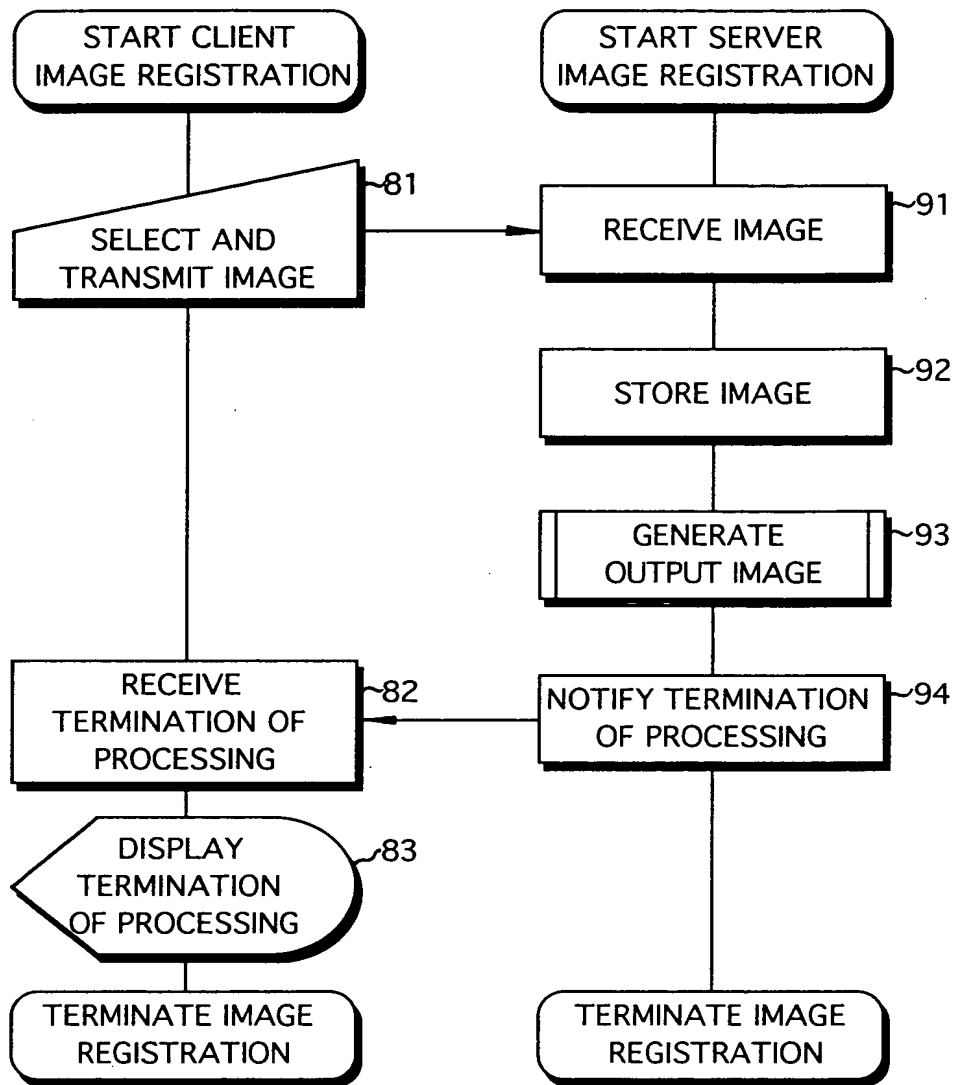 START CLIENT
IMAGE REGISTRATION
START SERVER
IMAGE REGISTRATION
81
SELECT AND
TRANSMIT IMAGE
91
RECEIVE IMAGE
92
STORE IMAGE
93
GENERATE
OUTPUT IMAGE
82
RECEIVE
TERMINATION OF
PROCESSING
94
NOTIFY TERMINATION
OF PROCESSING
83
DISPLAY
TERMINATION
OF PROCESSING
TERMINATE IMAGE
REGISTRATION
TERMINATE IMAGE
REGISTRATION